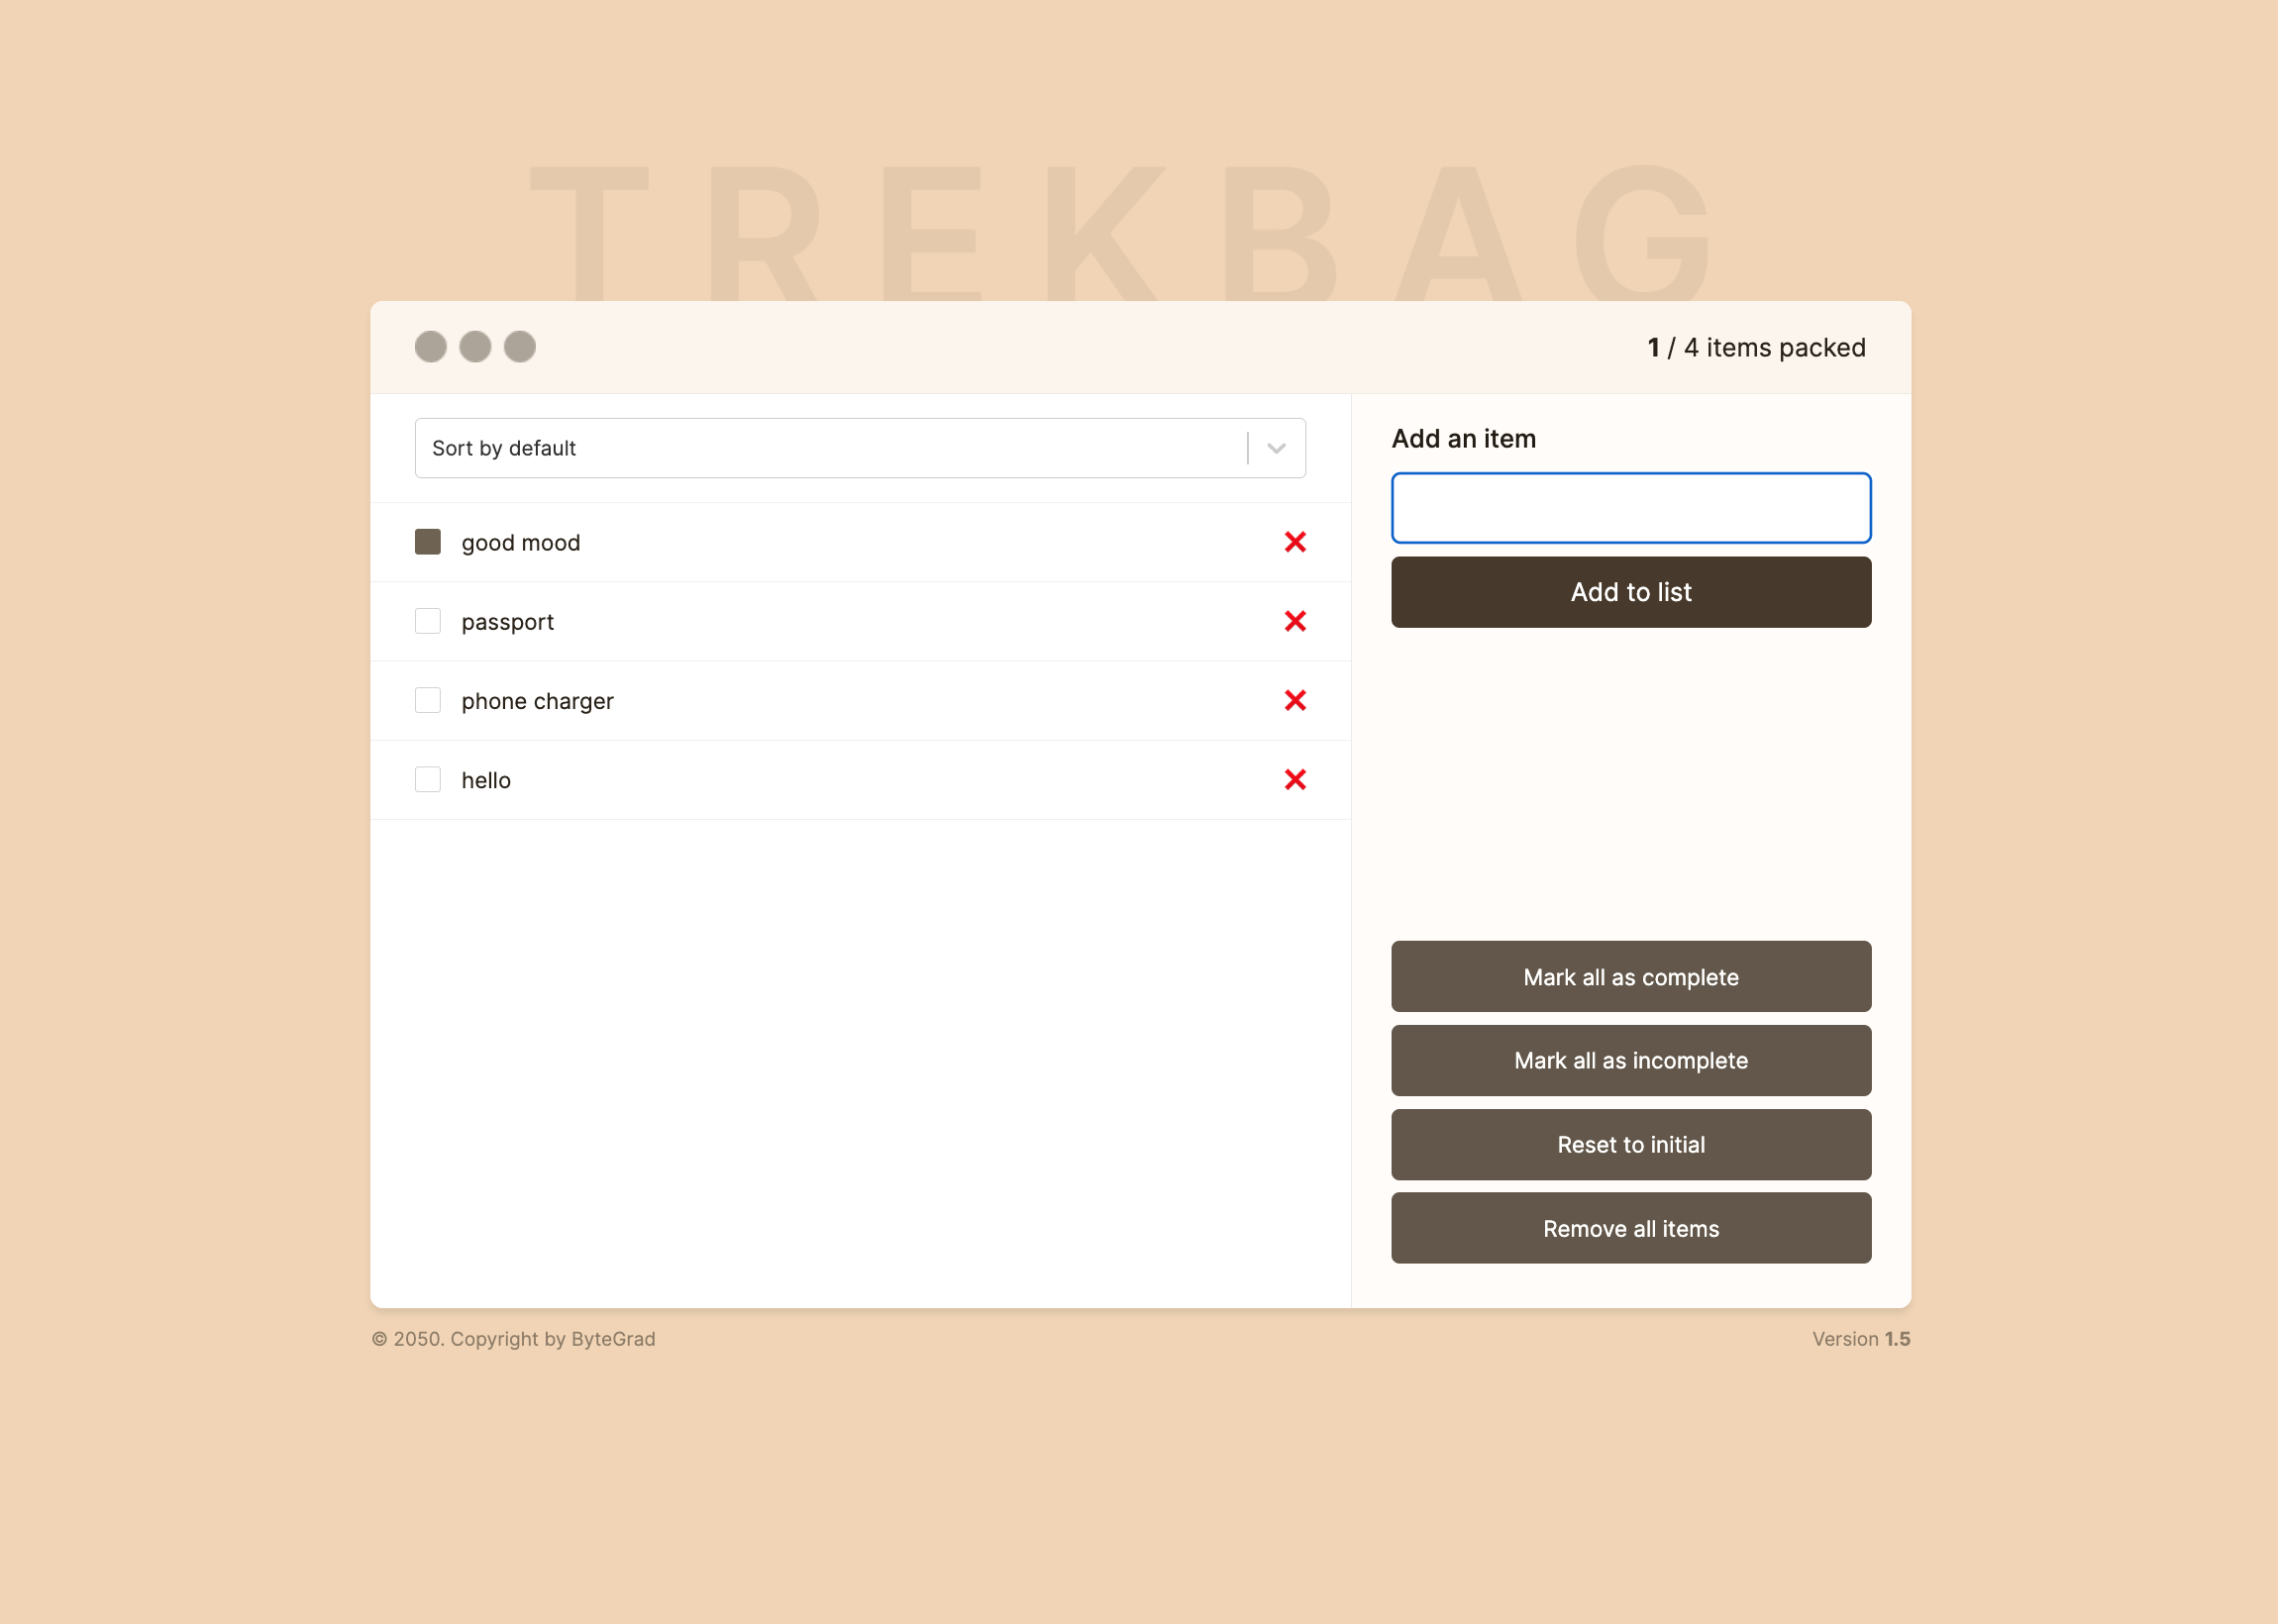 TREKBAG
1 / 4 items packed
Sort by default
good mood
passport
phone charger
hello
Add an item
Add to list
Mark all as complete
Mark all as incomplete
Reset to initial
Remove all items
© 2050. Copyright by ByteGrad
Version 1.5